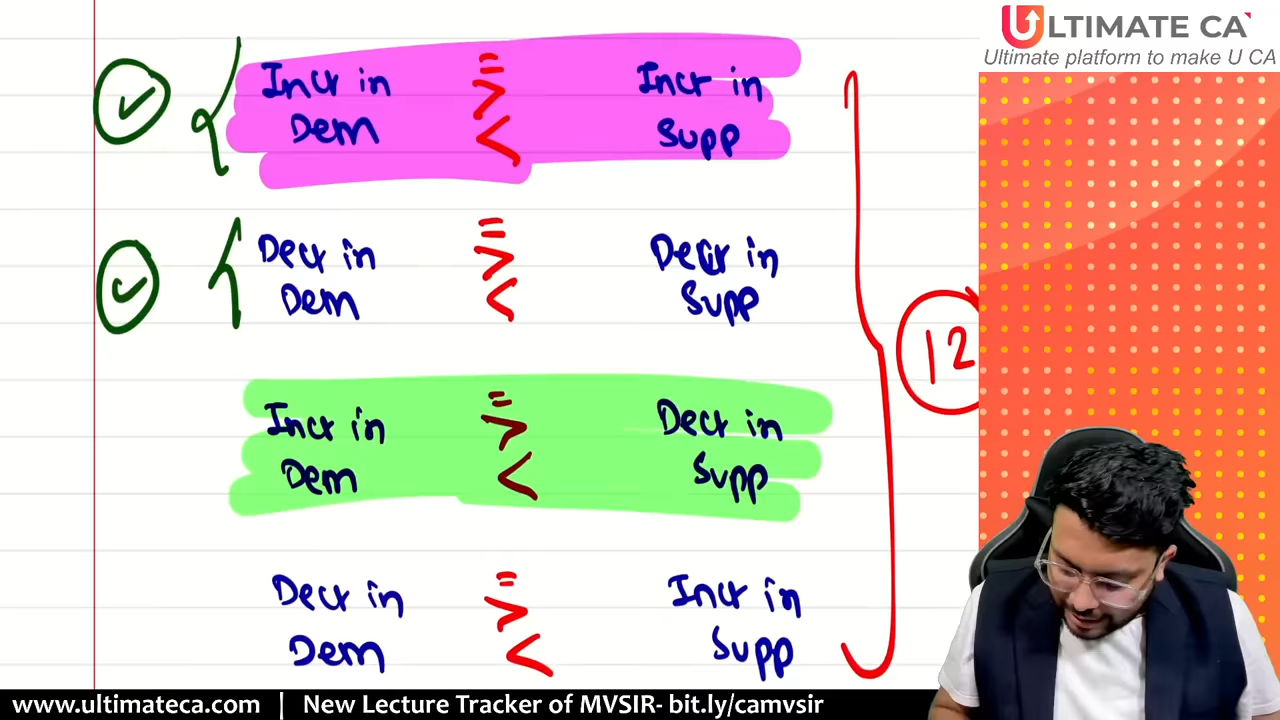 ULTIMATE CA
Ultimate platform to make U CA
Incr in = Incr in
Dem > < Supp
Decr in = Decr in
Dem > < Supp
12
Incr in = Decr in
Dem > < Supp
Decr in = Incr in
Dem > < Supp
www.ultimateca.com | New Lecture Tracker of MVSIR- bit.ly/camvsir